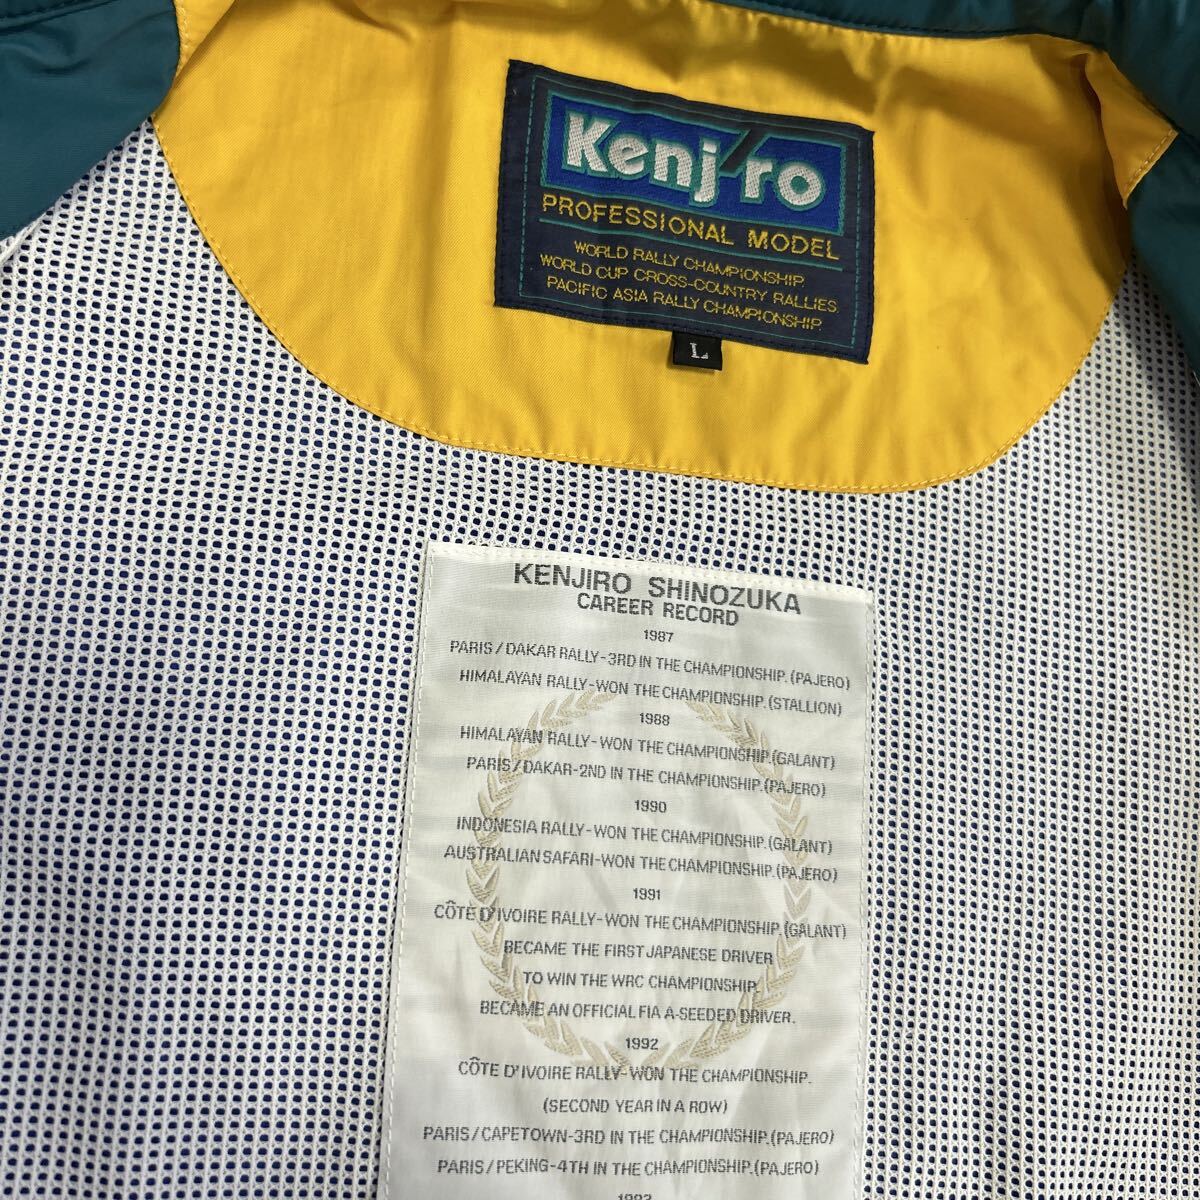 Kenjiro
PROFESSIONAL MODEL
WORLD RALLY CHAMPIONSHIP.
WORLD CUP CROSS-COUNTRY RALLIES.
PACIFIC ASIA RALLY CHAMPIONSHIP.
L
KENJIRO SHINOZUKA
CAREER RECORD
1987
PARIS/DAKAR RALLY-3RD IN THE CHAMPIONSHIP.(PAJERO)
HIMALAYAN RALLY-WON THE CHAMPIONSHIP.(STALLION)
1988
HIMALAYAN RALLY-WON THE CHAMPIONSHIP.(GALANT)
PARIS/DAKAR-2ND IN THE CHAMPIONSHIP.(PAJERO)
1990
INDONESIA RALLY-WON THE CHAMPIONSHIP.(GALANT)
AUSTRALIAN SAFARI-WON THE CHAMPIONSHIP.(PAJERO)
1991
CÔTE D'IVOIRE RALLY-WON THE CHAMPIONSHIP.(GALANT)
BECAME THE FIRST JAPANESE DRIVER
TO WIN THE WRC CHAMPIONSHIP.
BECAME AN OFFICIAL FIA A-SEEDED DRIVER.
1992
CÔTE D'IVOIRE RALLY-WON THE CHAMPIONSHIP.
(SECOND YEAR IN A ROW)
PARIS/CAPETOWN-3RD IN THE CHAMPIONSHIP.(PAJERO)
PARIS/PEKING-4TH IN THE CHAMPIONSHIP.(PAJERO)
1993